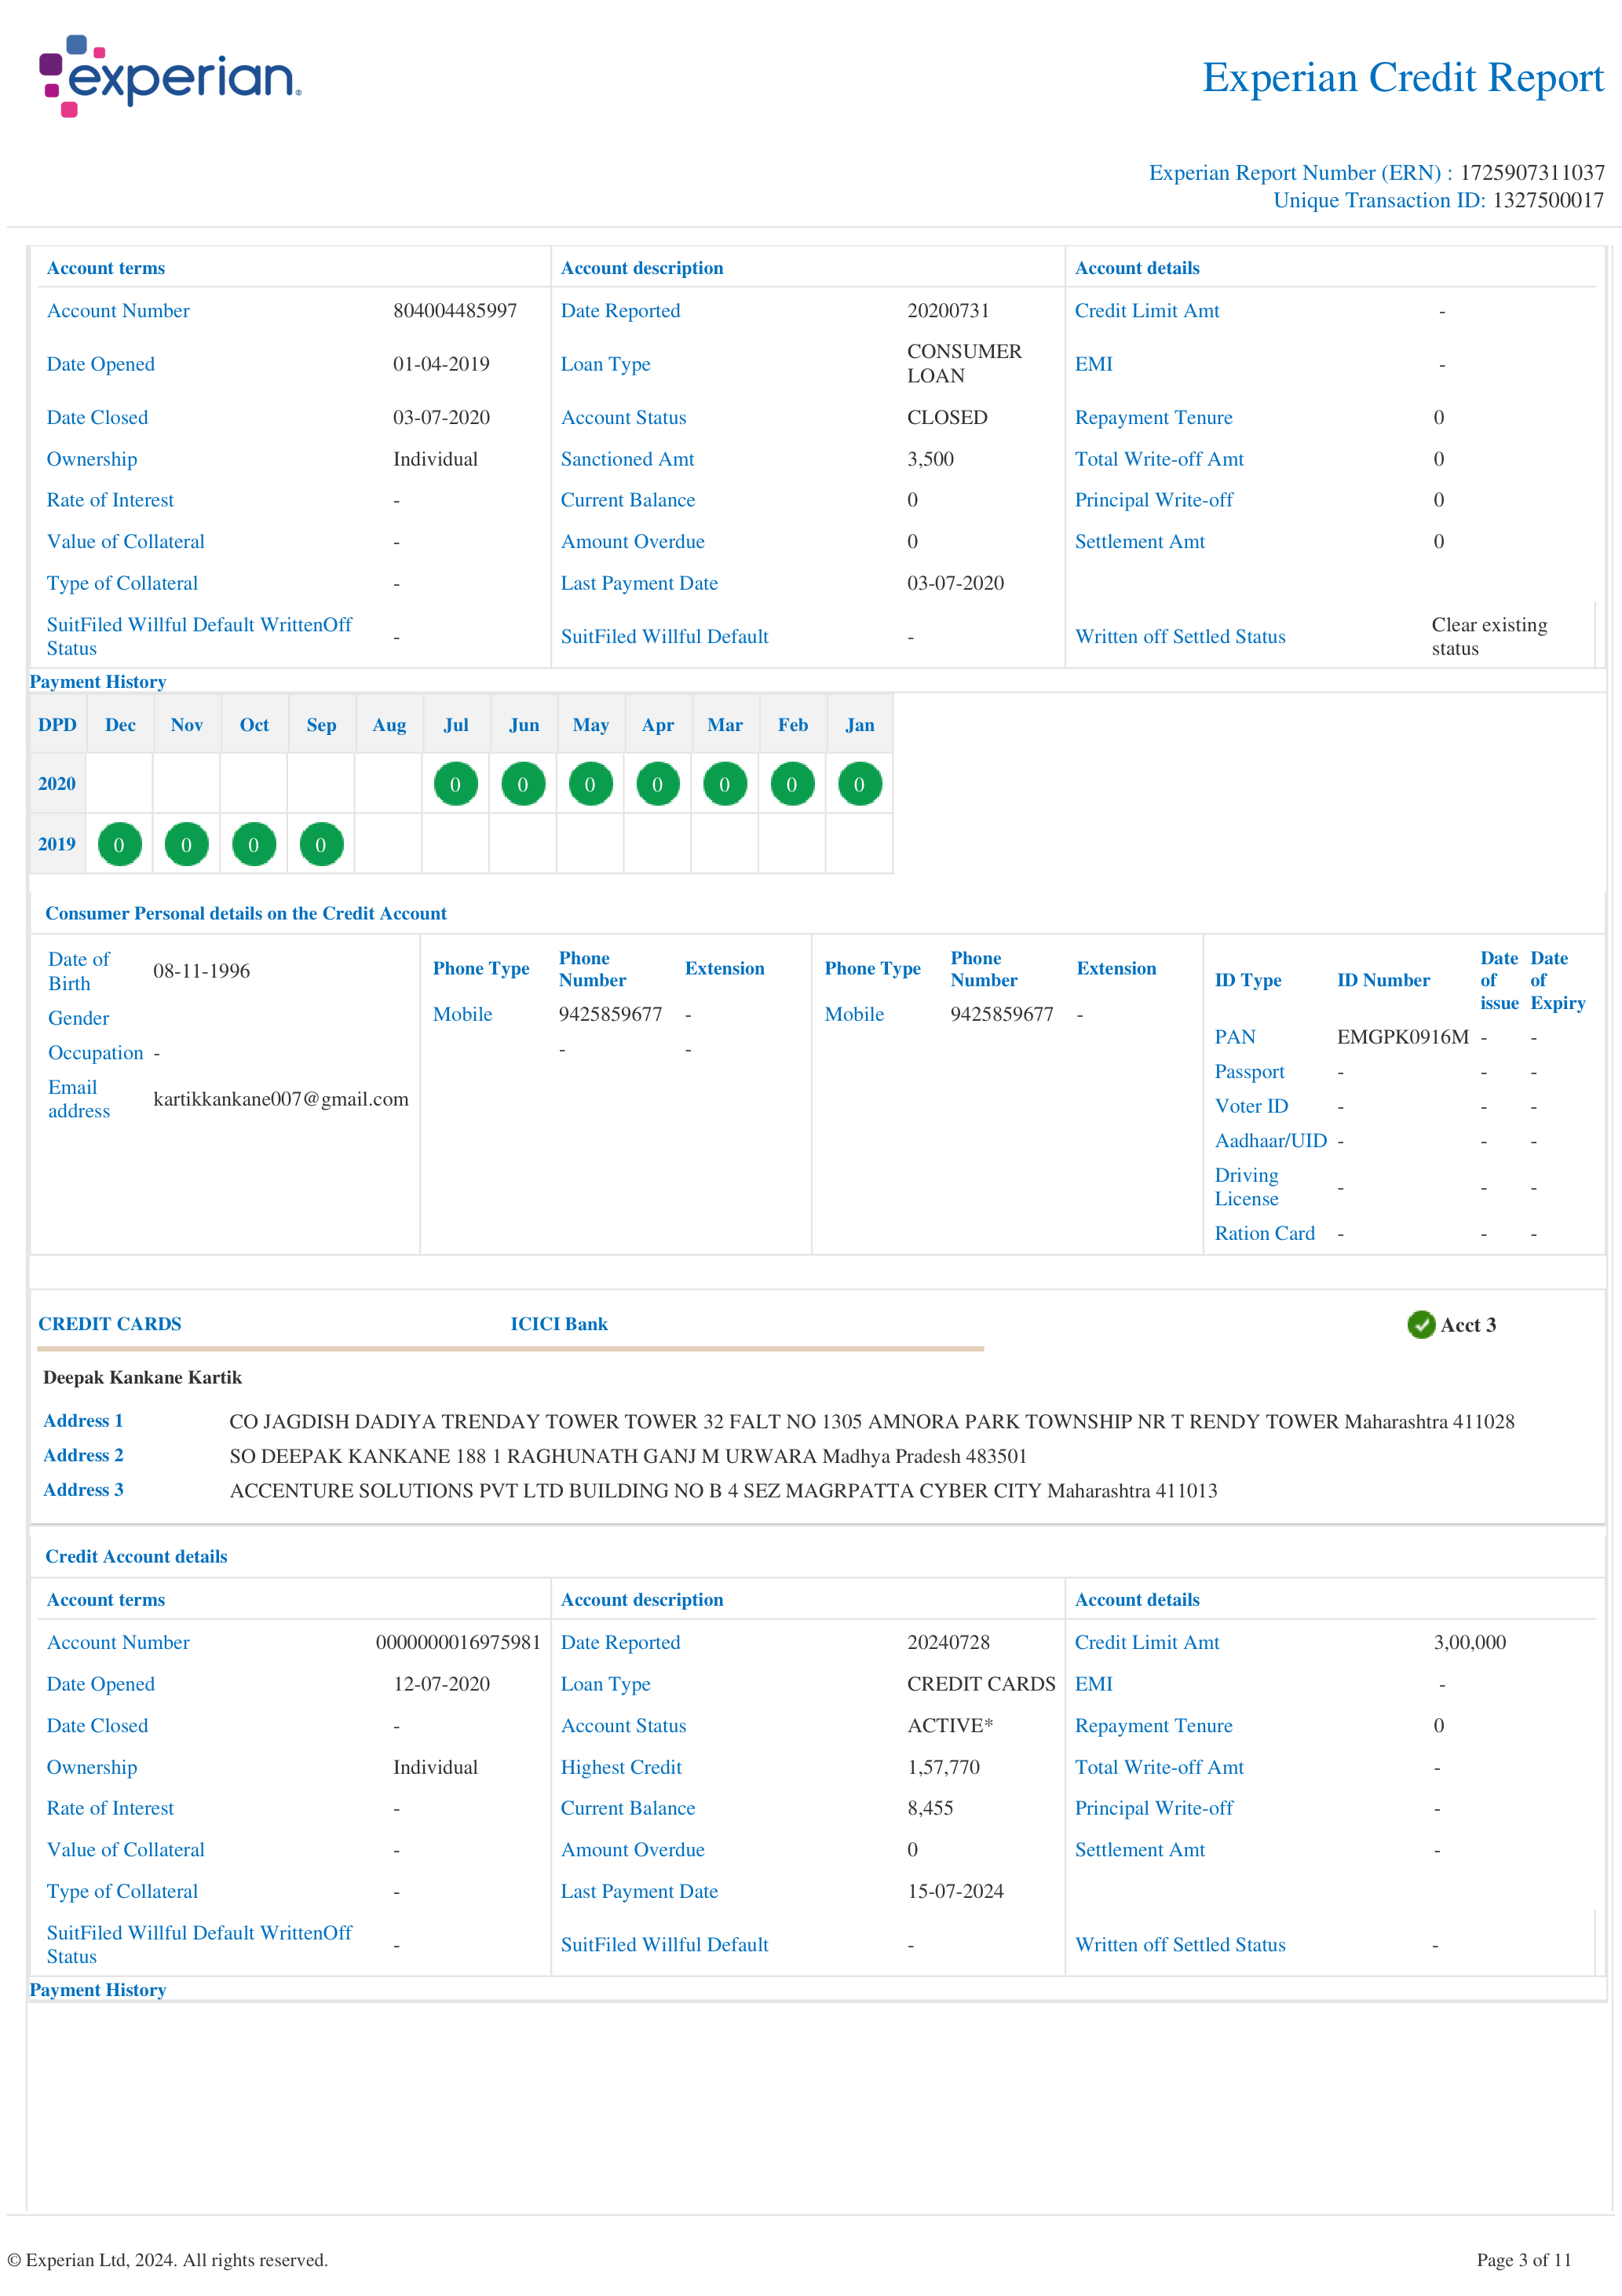 experian.
Experian Credit Report
Experian Report Number (ERN) : 1725907311037
Unique Transaction ID: 1327500017
Account terms Account description Account details
Account Number 804004485997 Date Reported 20200731 Credit Limit Amt -
Date Opened 01-04-2019 Loan Type CONSUMER LOAN EMI -
Date Closed 03-07-2020 Account Status CLOSED Repayment Tenure 0
Ownership Individual Sanctioned Amt 3,500 Total Write-off Amt 0
Rate of Interest - Current Balance 0 Principal Write-off 0
Value of Collateral - Amount Overdue 0 Settlement Amt 0
Type of Collateral - Last Payment Date 03-07-2020
SuitFiled Willful Default WrittenOff Status - SuitFiled Willful Default - Written off Settled Status Clear existing status
Payment History
DPD Dec Nov Oct Sep Aug Jul Jun May Apr Mar Feb Jan
2020 0 0 0 0 0 0 0
2019 0 0 0 0
Consumer Personal details on the Credit Account
Date of Birth 08-11-1996
Gender
Occupation -
Email address kartikkankane007@gmail.com
Phone Type Phone Number Extension
Mobile 9425859677 -
- -
Phone Type Phone Number Extension
Mobile 9425859677 -
ID Type ID Number Date of issue Date of Expiry
PAN EMGPK0916M - -
Passport - - -
Voter ID - - -
Aadhaar/UID - - -
Driving License - - -
Ration Card - - -
CREDIT CARDS ICICI Bank Acct 3
Deepak Kankane Kartik
Address 1 CO JAGDISH DADIYA TRENDAY TOWER TOWER 32 FALT NO 1305 AMNORA PARK TOWNSHIP NR T RENDY TOWER Maharashtra 411028
Address 2 SO DEEPAK KANKANE 188 1 RAGHUNATH GANJ M URWARA Madhya Pradesh 483501
Address 3 ACCENTURE SOLUTIONS PVT LTD BUILDING NO B 4 SEZ MAGRPATTA CYBER CITY Maharashtra 411013
Credit Account details
Account terms Account description Account details
Account Number 0000000016975981 Date Reported 20240728 Credit Limit Amt 3,00,000
Date Opened 12-07-2020 Loan Type CREDIT CARDS EMI -
Date Closed - Account Status ACTIVE* Repayment Tenure 0
Ownership Individual Highest Credit 1,57,770 Total Write-off Amt -
Rate of Interest - Current Balance 8,455 Principal Write-off -
Value of Collateral - Amount Overdue 0 Settlement Amt -
Type of Collateral - Last Payment Date 15-07-2024
SuitFiled Willful Default WrittenOff Status - SuitFiled Willful Default - Written off Settled Status -
Payment History
© Experian Ltd, 2024. All rights reserved. Page 3 of 11